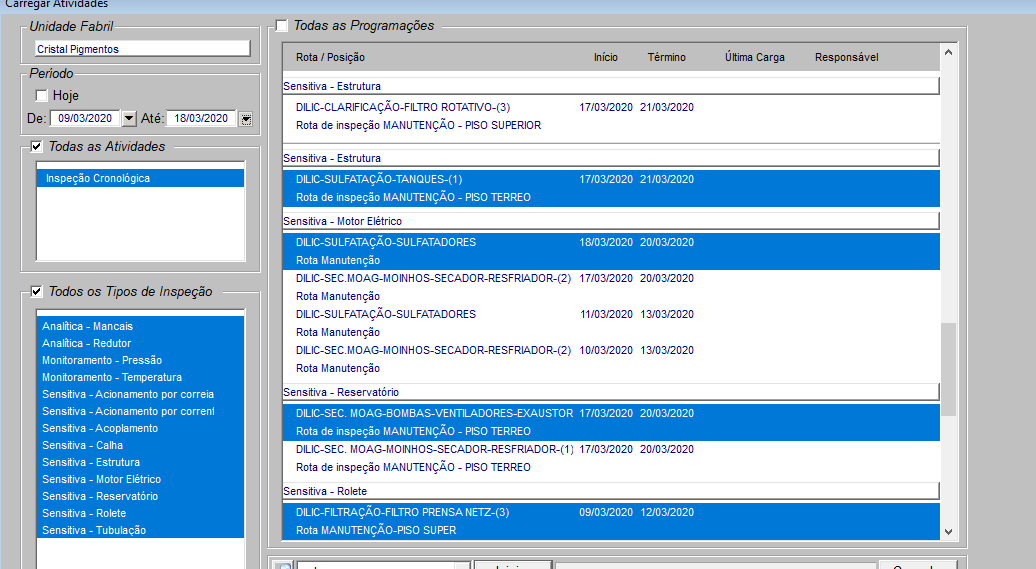 Carregar Atividades
Unidade Fabril
Cristal Pigmentos
Periodo
Hoje
De: 09/03/2020 Até: 18/03/2020
Todas as Atividades
Inspeção Cronológica
Todos os Tipos de Inspeção
Analítica - Mancais
Analítica - Redutor
Monitoramento - Pressão
Monitoramento - Temperatura
Sensitiva - Acionamento por correia
Sensitiva - Acionamento por corrent
Sensitiva - Acoplamento
Sensitiva - Calha
Sensitiva - Estrutura
Sensitiva - Motor Elétrico
Sensitiva - Reservatório
Sensitiva - Rolete
Sensitiva - Tubulação
Todas as Programações
Rota / Posição Início Término Última Carga Responsável
Sensitiva - Estrutura
DILIC-CLARIFICAÇÃO-FILTRO ROTATIVO-(3) 17/03/2020 21/03/2020
Rota de inspeção MANUTENÇÃO - PISO SUPERIOR
Sensitiva - Estrutura
DILIC-SULFATAÇÃO-TANQUES-(1) 17/03/2020 21/03/2020
Rota de inspeção MANUTENÇÃO - PISO TERREO
Sensitiva - Motor Elétrico
DILIC-SULFATAÇÃO-SULFATADORES 18/03/2020 20/03/2020
Rota Manutenção
DILIC-SEC.MOAG-MOINHOS-SECADOR-RESFRIADOR-(2) 17/03/2020 20/03/2020
Rota Manutenção
DILIC-SULFATAÇÃO-SULFATADORES 11/03/2020 13/03/2020
Rota Manutenção
DILIC-SEC.MOAG-MOINHOS-SECADOR-RESFRIADOR-(2) 10/03/2020 13/03/2020
Rota Manutenção
Sensitiva - Reservatório
DILIC-SEC. MOAG-BOMBAS-VENTILADORES-EXAUSTOR 17/03/2020 20/03/2020
Rota de inspeção MANUTENÇÃO - PISO TERREO
DILIC-SEC. MOAG-MOINHOS-SECADOR-RESFRIADOR-(1) 17/03/2020 20/03/2020
Rota de inspeção MANUTENÇÃO - PISO TERREO
Sensitiva - Rolete
DILIC-FILTRAÇÃO-FILTRO PRENSA NETZ-(3) 09/03/2020 12/03/2020
Rota MANUTENÇÃO-PISO SUPER